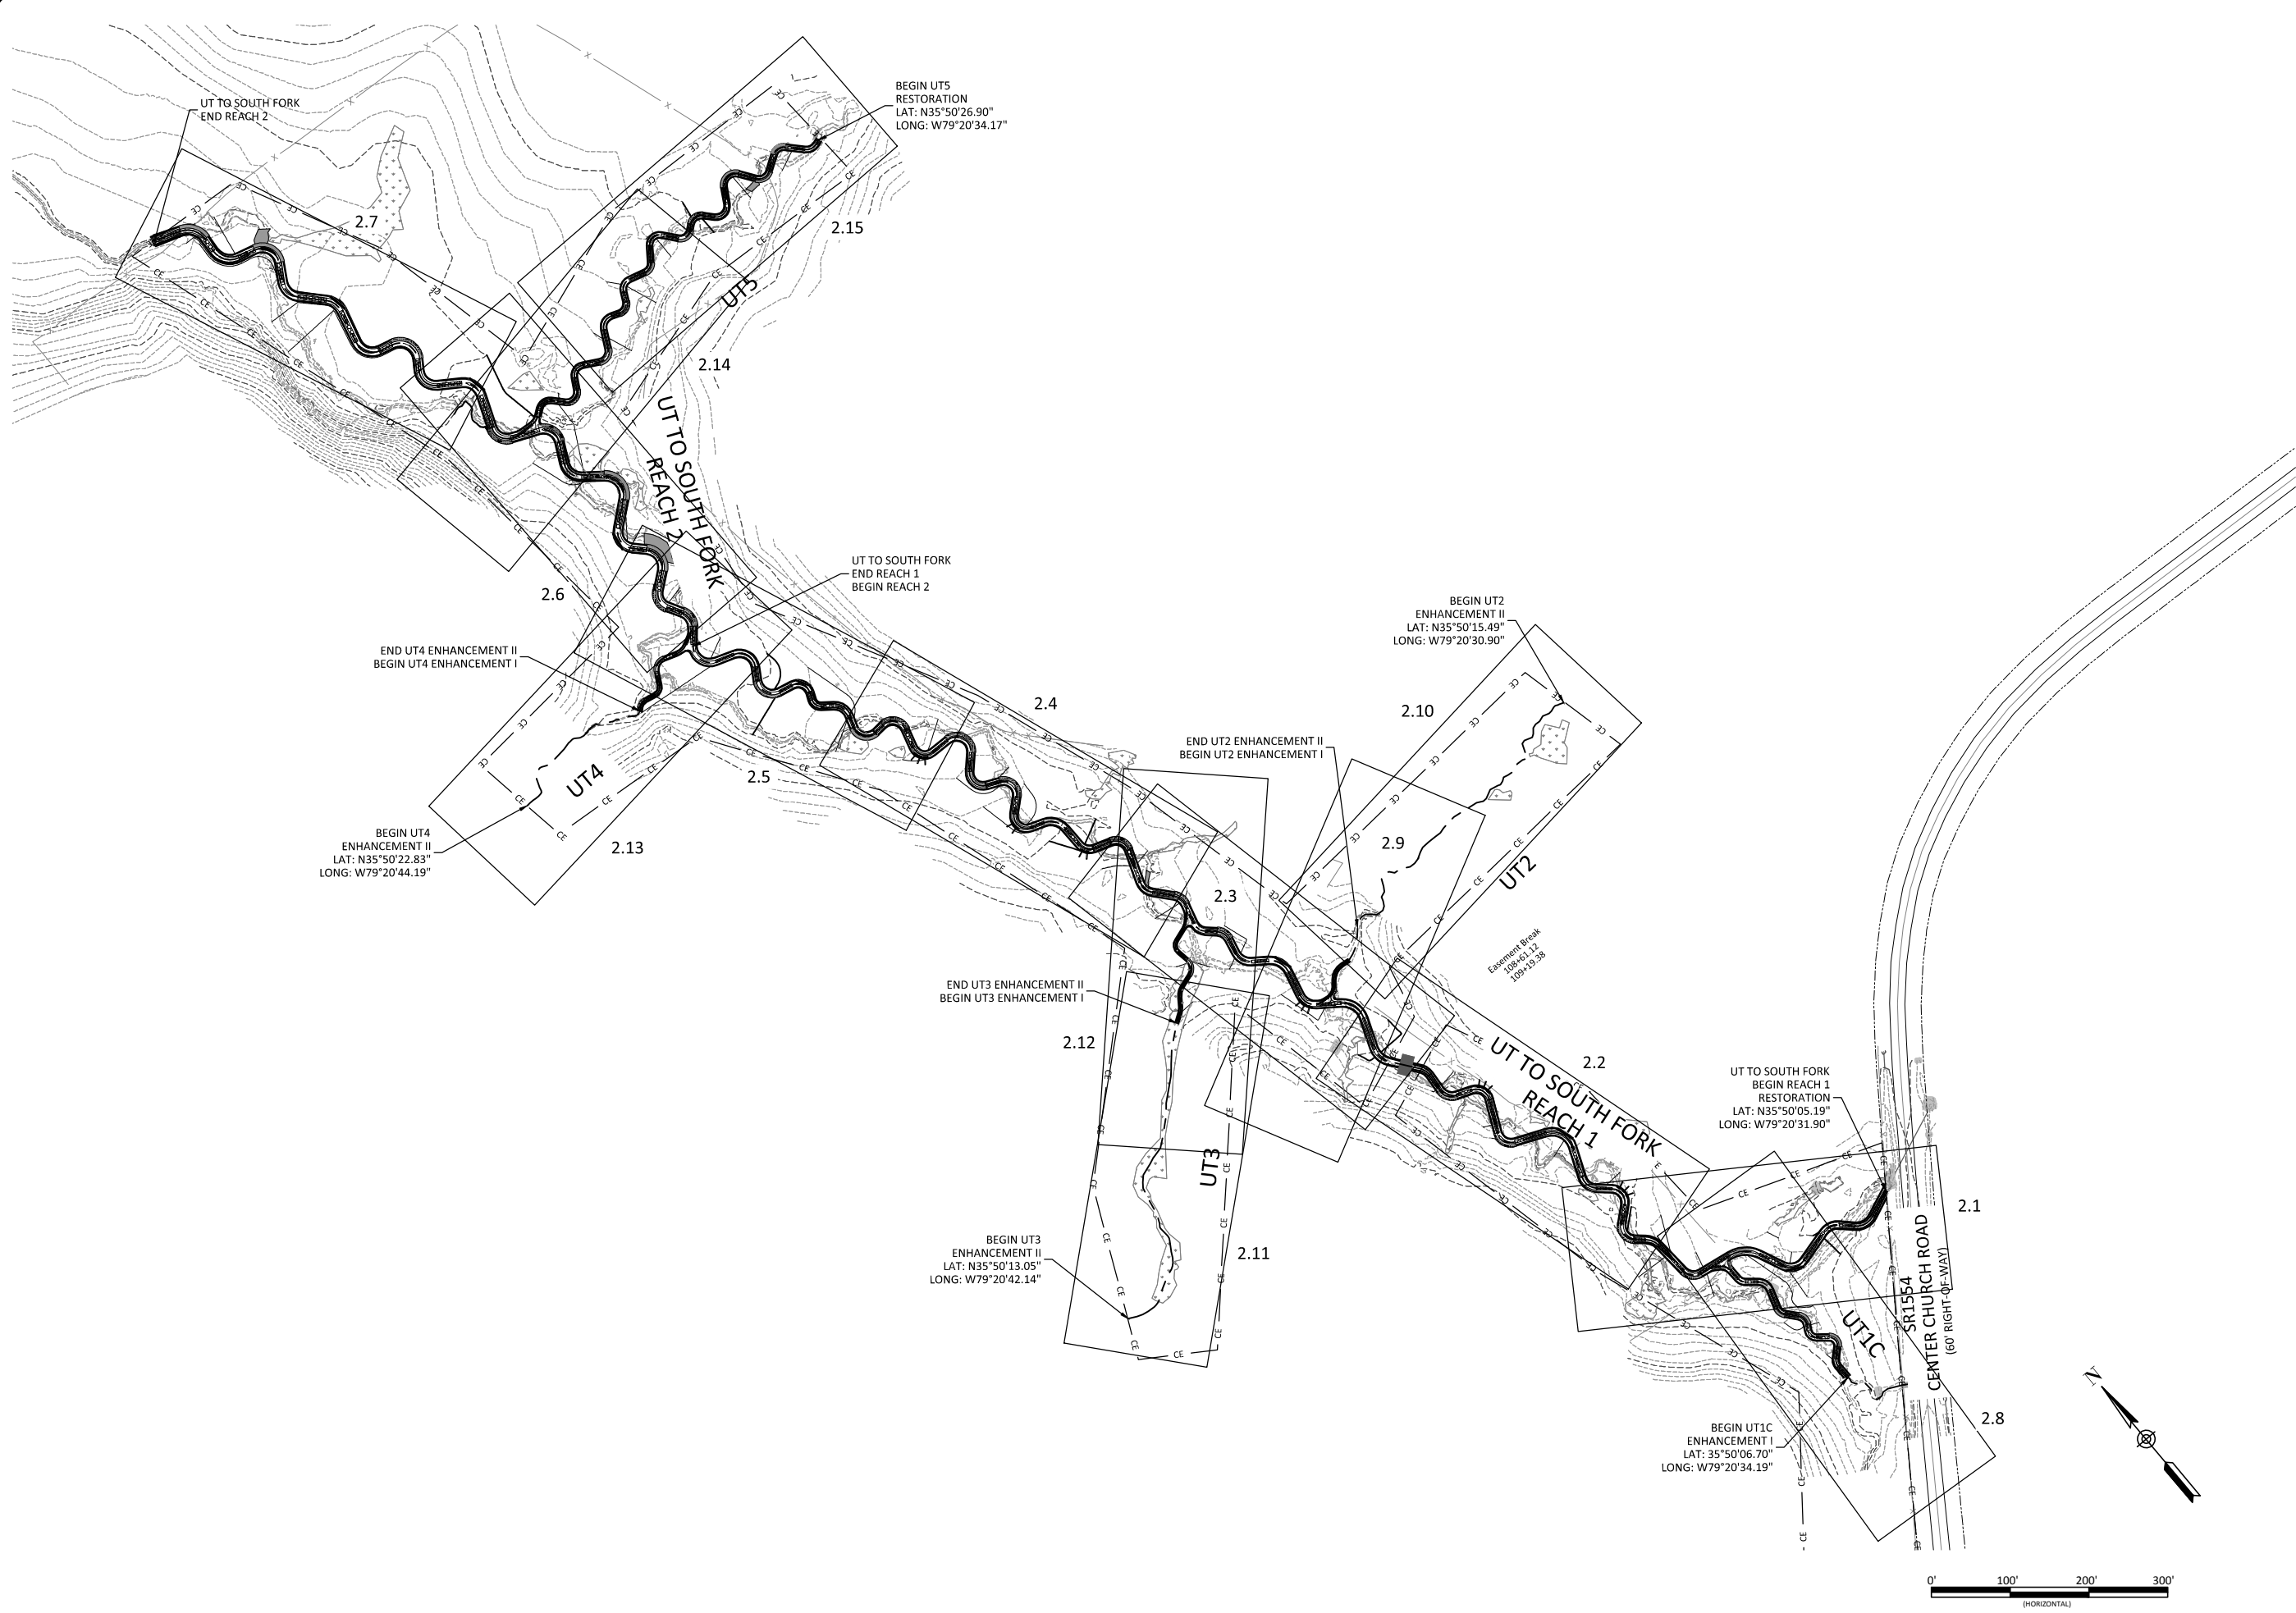 UT TO SOUTH FORK
END REACH 2
BEGIN UT5
RESTORATION
LAT: N35°50'26.90"
LONG: W79°20'34.17"
2.7
2.15
UT5
2.14
UT TO SOUTH FORK
REACH 2
UT TO SOUTH FORK
END REACH 1
BEGIN REACH 2
2.6
END UT4 ENHANCEMENT II
BEGIN UT4 ENHANCEMENT I
BEGIN UT2
ENHANCEMENT II
LAT: N35°50'15.49"
LONG: W79°20'30.90"
2.4
2.10
END UT2 ENHANCEMENT II
BEGIN UT2 ENHANCEMENT I
2.5
UT4
BEGIN UT4
ENHANCEMENT II
LAT: N35°50'22.83"
LONG: W79°20'44.19"
2.13
2.9
UT2
2.3
Easement Break
108+61.12
109+19.38
END UT3 ENHANCEMENT II
BEGIN UT3 ENHANCEMENT I
2.12
UT TO SOUTH FORK
REACH 1
2.2
UT TO SOUTH FORK
BEGIN REACH 1
RESTORATION
LAT: N35°50'05.19"
LONG: W79°20'31.90"
UT3
2.1
BEGIN UT3
ENHANCEMENT II
LAT: N35°50'13.05"
LONG: W79°20'42.14"
2.11
UT1C
SR1554
CENTER CHURCH ROAD
(60' RIGHT-OF-WAY)
2.8
BEGIN UT1C
ENHANCEMENT I
LAT: 35°50'06.70"
LONG: W79°20'34.19"
N
0' 100' 200' 300'
(HORIZONTAL)
CE